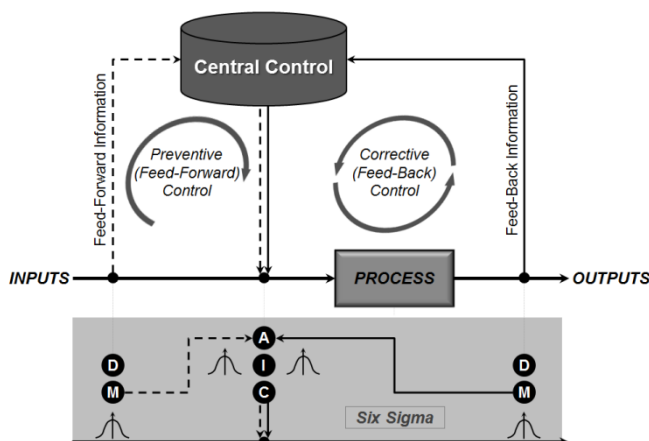 Central Control
Feed-Forward Information
Preventive
(Feed-Forward)
Control
Corrective
(Feed-Back)
Control
Feed-Back Information
INPUTS
PROCESS
OUTPUTS
A
D
I
D
M
C
M
Six Sigma